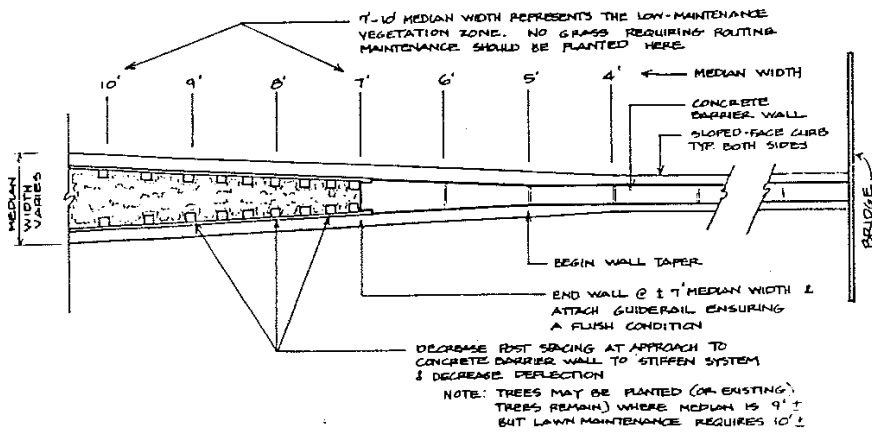 7'-10' MEDIAN WIDTH REPRESENTS THE LOW-MAINTENANCE
VEGETATION ZONE. NO GRASS REQUIRING ROUTINE
MAINTENANCE SHOULD BE PLANTED HERE
10' 9' 8' 7' 6' 5' 4' MEDIAN WIDTH
CONCRETE
BARRIER WALL
SLOPED-FACE CURB
TYP. BOTH SIDES
MEDIAN
WIDTH
VARIES
BRIDGE
BEGIN WALL TAPER
END WALL @ ± 7' MEDIAN WIDTH &
ATTACH GUIDERAIL ENSURING
A FLUSH CONDITION
DECREASE POST SPACING AT APPROACH TO
CONCRETE BARRIER WALL TO STIFFEN SYSTEM
& DECREASE DEFLECTION
NOTE: TREES MAY BE PLANTED (OR EXISTING
TREES REMAIN) WHERE MEDIAN IS 9' ±
BUT LAWN MAINTENANCE REQUIRES 10' ±